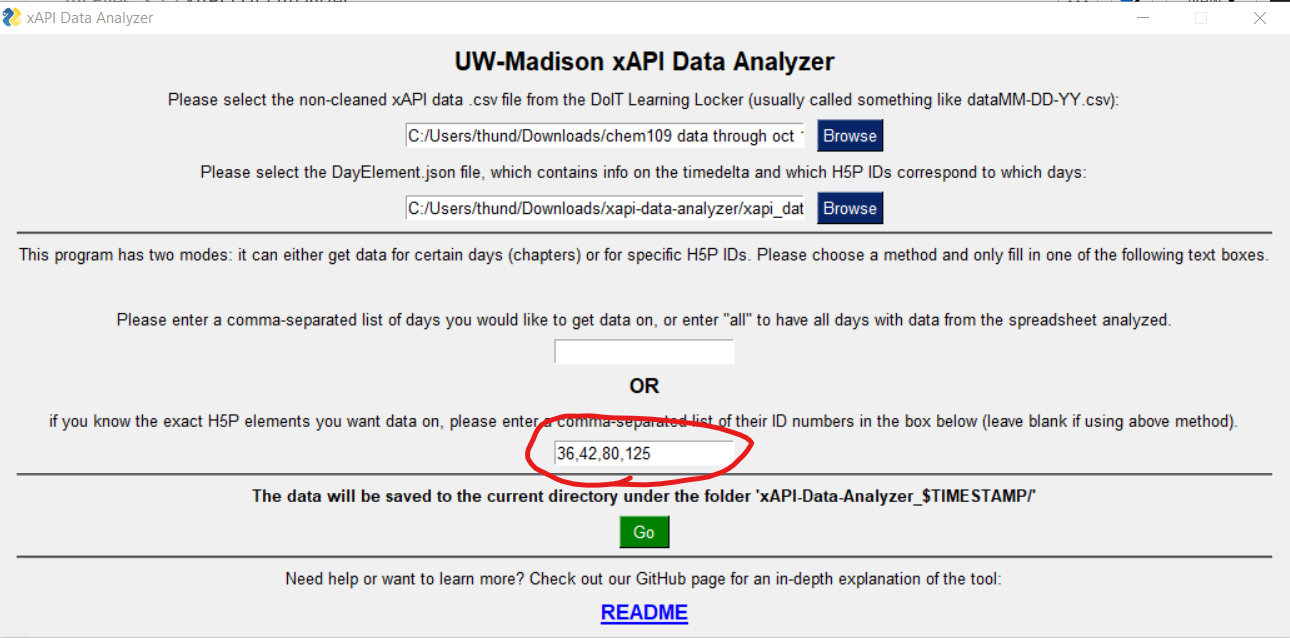 xAPI Data Analyzer
UW-Madison xAPI Data Analyzer
Please select the non-cleaned xAPI data .csv file from the DoIT Learning Locker (usually called something like dataMM-DD-YY.csv):
C:/Users/thund/Downloads/chem109 data through oct Browse
Please select the DayElement.json file, which contains info on the timedelta and which H5P IDs correspond to which days:
C:/Users/thund/Downloads/xapi-data-analyzer/xapi_dat Browse
This program has two modes: it can either get data for certain days (chapters) or for specific H5P IDs. Please choose a method and only fill in one of the following text boxes.
Please enter a comma-separated list of days you would like to get data on, or enter "all" to have all days with data from the spreadsheet analyzed.
OR
if you know the exact H5P elements you want data on, please enter a comma-separated list of their ID numbers in the box below (leave blank if using above method).
36,42,80,125
The data will be saved to the current directory under the folder 'xAPI-Data-Analyzer_$TIMESTAMP/'
Go
Need help or want to learn more? Check out our GitHub page for an in-depth explanation of the tool:
README